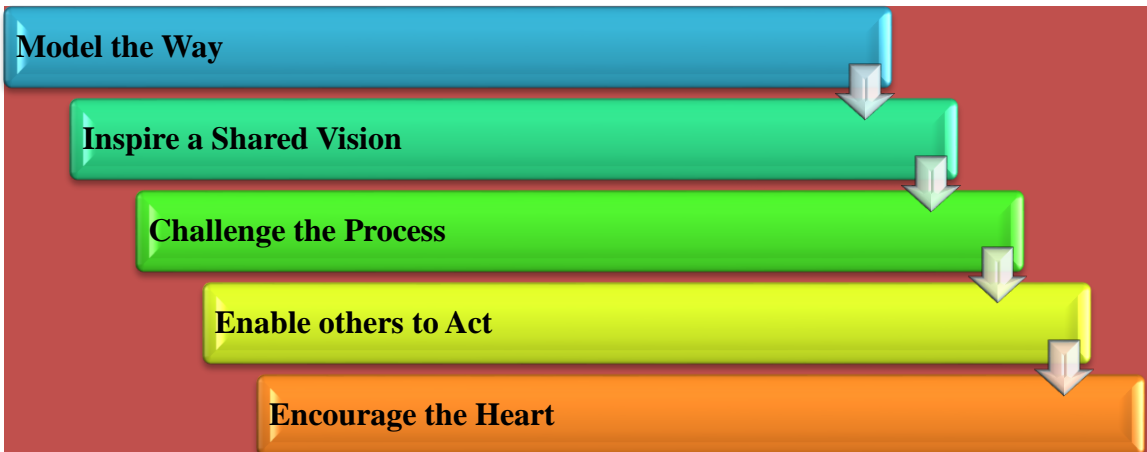 Model the Way
Inspire a Shared Vision
Challenge the Process
Enable others to Act
Encourage the Heart